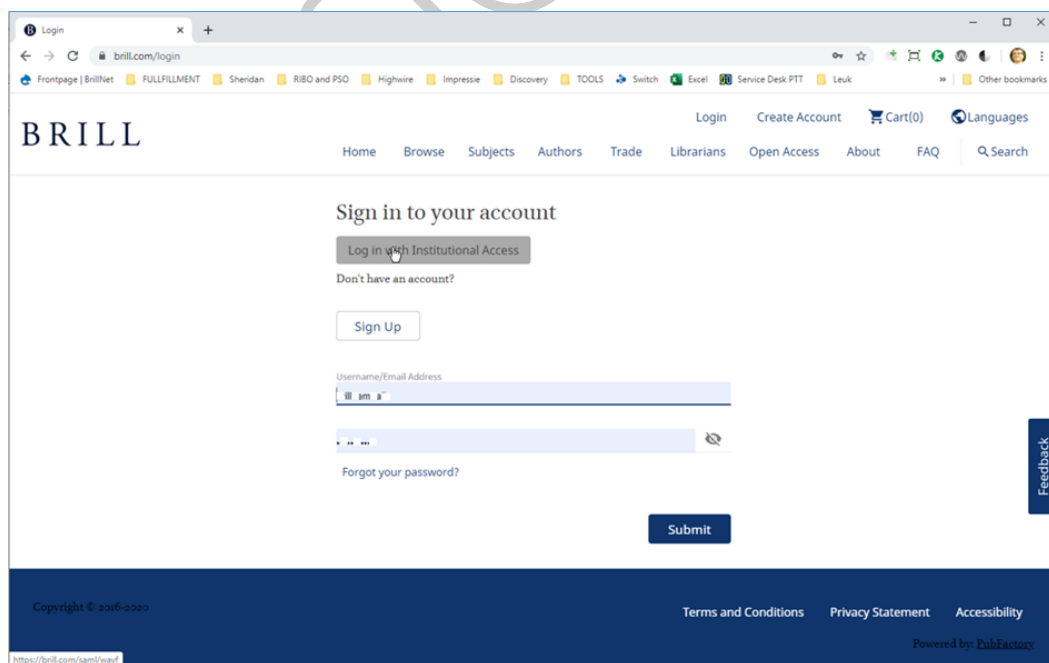 Login
brill.com/login
Frontpage | BrillNet FULLFILLMENT Sheridan RIBO and PSO Highwire Impressie Discovery TOOLS Switch Excel Service Desk PTT Leuk » Other bookmarks
BRILL
Login Create Account Cart(0) Languages
Home Browse Subjects Authors Trade Librarians Open Access About FAQ Search
Sign in to your account
Log in with Institutional Access
Don't have an account?
Sign Up
Username/Email Address
Forgot your password?
Submit
Feedback
Copyright © 2016-2020
Terms and Conditions Privacy Statement Accessibility
Powered by: PubFactory
https://brill.com/saml/wayf